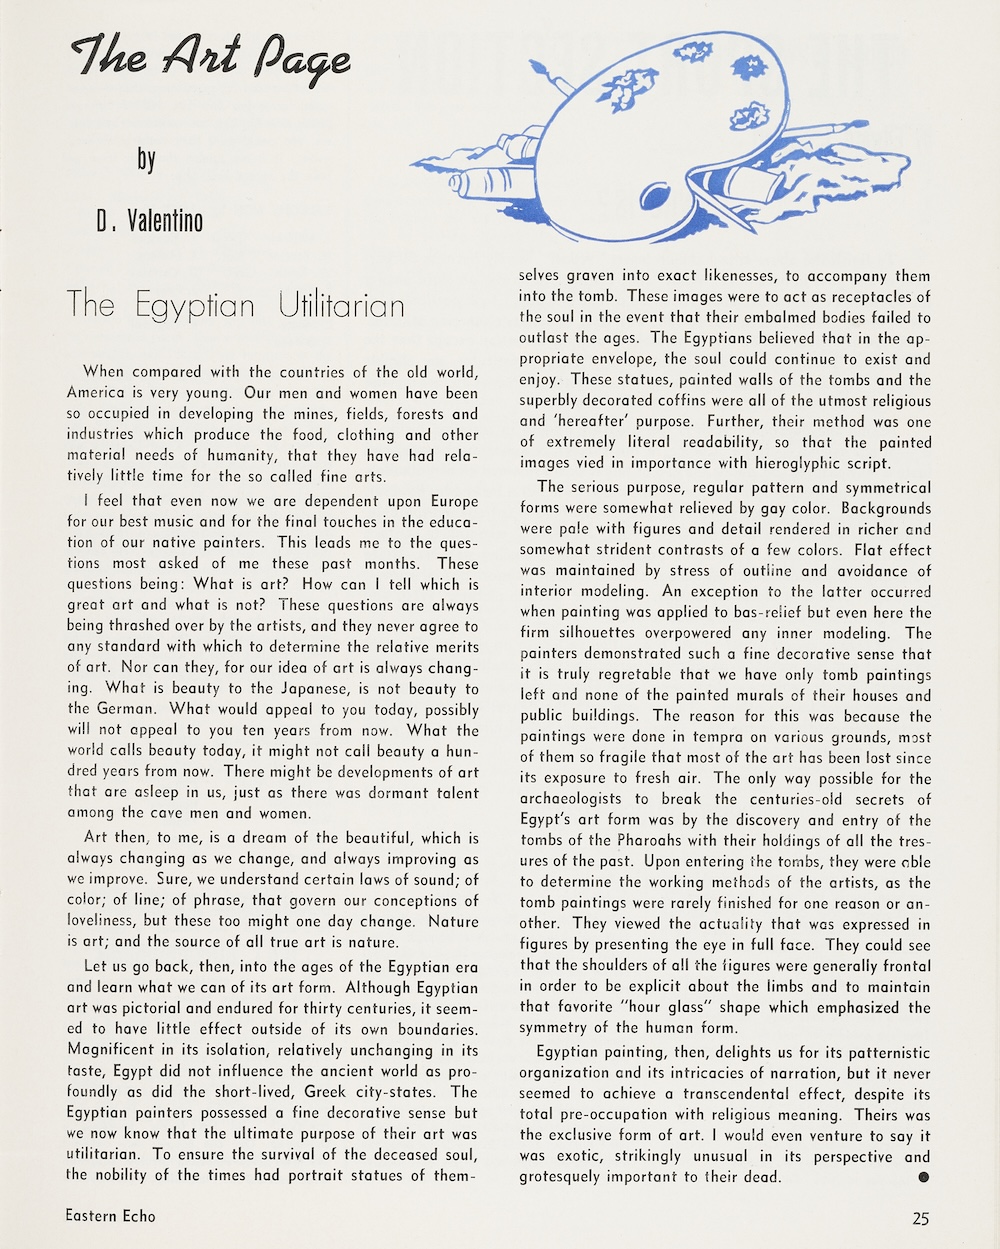 The Art Page
by
D. Valentino
The Egyptian Utilitarian
When compared with the countries of the old world,
America is very young. Our men and women have been
so occupied in developing the mines, fields, forests and
industries which produce the food, clothing and other
material needs of humanity, that they have had rela-
tively little time for the so called fine arts.
I feel that even now we are dependent upon Europe
for our best music and for the final touches in the educa-
tion of our native painters. This leads me to the ques-
tions most asked of me these past months. These
questions being: What is art? How can I tell which is
great art and what is not? These questions are always
being thrashed over by the artists, and they never agree to
any standard with which to determine the relative merits
of art. Nor can they, for our idea of art is always chang-
ing. What is beauty to the Japanese, is not beauty to
the German. What would appeal to you today, possibly
will not appeal to you ten years from now. What the
world calls beauty today, it might not call beauty a hun-
dred years from now. There might be developments of art
that are asleep in us, just as there was dormant talent
among the cave men and women.
Art then, to me, is a dream of the beautiful, which is
always changing as we change, and always improving as
we improve. Sure, we understand certain laws of sound; of
color; of line; of phrase, that govern our conceptions of
loveliness, but these too might one day change. Nature
is art; and the source of all true art is nature.
Let us go back, then, into the ages of the Egyptian era
and learn what we can of its art form. Although Egyptian
art was pictorial and endured for thirty centuries, it seem-
ed to have little effect outside of its own boundaries.
Magnificent in its isolation, relatively unchanging in its
taste, Egypt did not influence the ancient world as pro-
foundly as did the short-lived, Greek city-states. The
Egyptian painters possessed a fine decorative sense but
we now know that the ultimate purpose of their art was
utilitarian. To ensure the survival of the deceased soul,
the nobility of the times had portrait statues of them-
selves graven into exact likenesses, to accompany them
into the tomb. These images were to act as receptacles of
the soul in the event that their embalmed bodies failed to
outlast the ages. The Egyptians believed that in the ap-
propriate envelope, the soul could continue to exist and
enjoy. These statues, painted walls of the tombs and the
superbly decorated coffins were all of the utmost religious
and 'hereafter' purpose. Further, their method was one
of extremely literal readability, so that the painted
images vied in importance with hieroglyphic script.
The serious purpose, regular pattern and symmetrical
forms were somewhat relieved by gay color. Backgrounds
were pale with figures and detail rendered in richer and
somewhat strident contrasts of a few colors. Flat effect
was maintained by stress of outline and avoidance of
interior modeling. An exception to the latter occurred
when painting was applied to bas-relief but even here the
firm silhouettes overpowered any inner modeling. The
painters demonstrated such a fine decorative sense that
it is truly regretable that we have only tomb paintings
left and none of the painted murals of their houses and
public buildings. The reason for this was because the
paintings were done in tempra on various grounds, most
of them so fragile that most of the art has been lost since
its exposure to fresh air. The only way possible for the
archaeologists to break the centuries-old secrets of
Egypt's art form was by the discovery and entry of the
tombs of the Pharoahs with their holdings of all the tres-
ures of the past. Upon entering the tombs, they were able
to determine the working methods of the artists, as the
tomb paintings were rarely finished for one reason or an-
other. They viewed the actuality that was expressed in
figures by presenting the eye in full face. They could see
that the shoulders of all the figures were generally frontal
in order to be explicit about the limbs and to maintain
that favorite "hour glass" shape which emphasized the
symmetry of the human form.
Egyptian painting, then, delights us for its patternistic
organization and its intricacies of narration, but it never
seemed to achieve a transcendental effect, despite its
total pre-occupation with religious meaning. Theirs was
the exclusive form of art. I would even venture to say it
was exotic, strikingly unusual in its perspective and
grotesquely important to their dead. ●
Eastern Echo
25